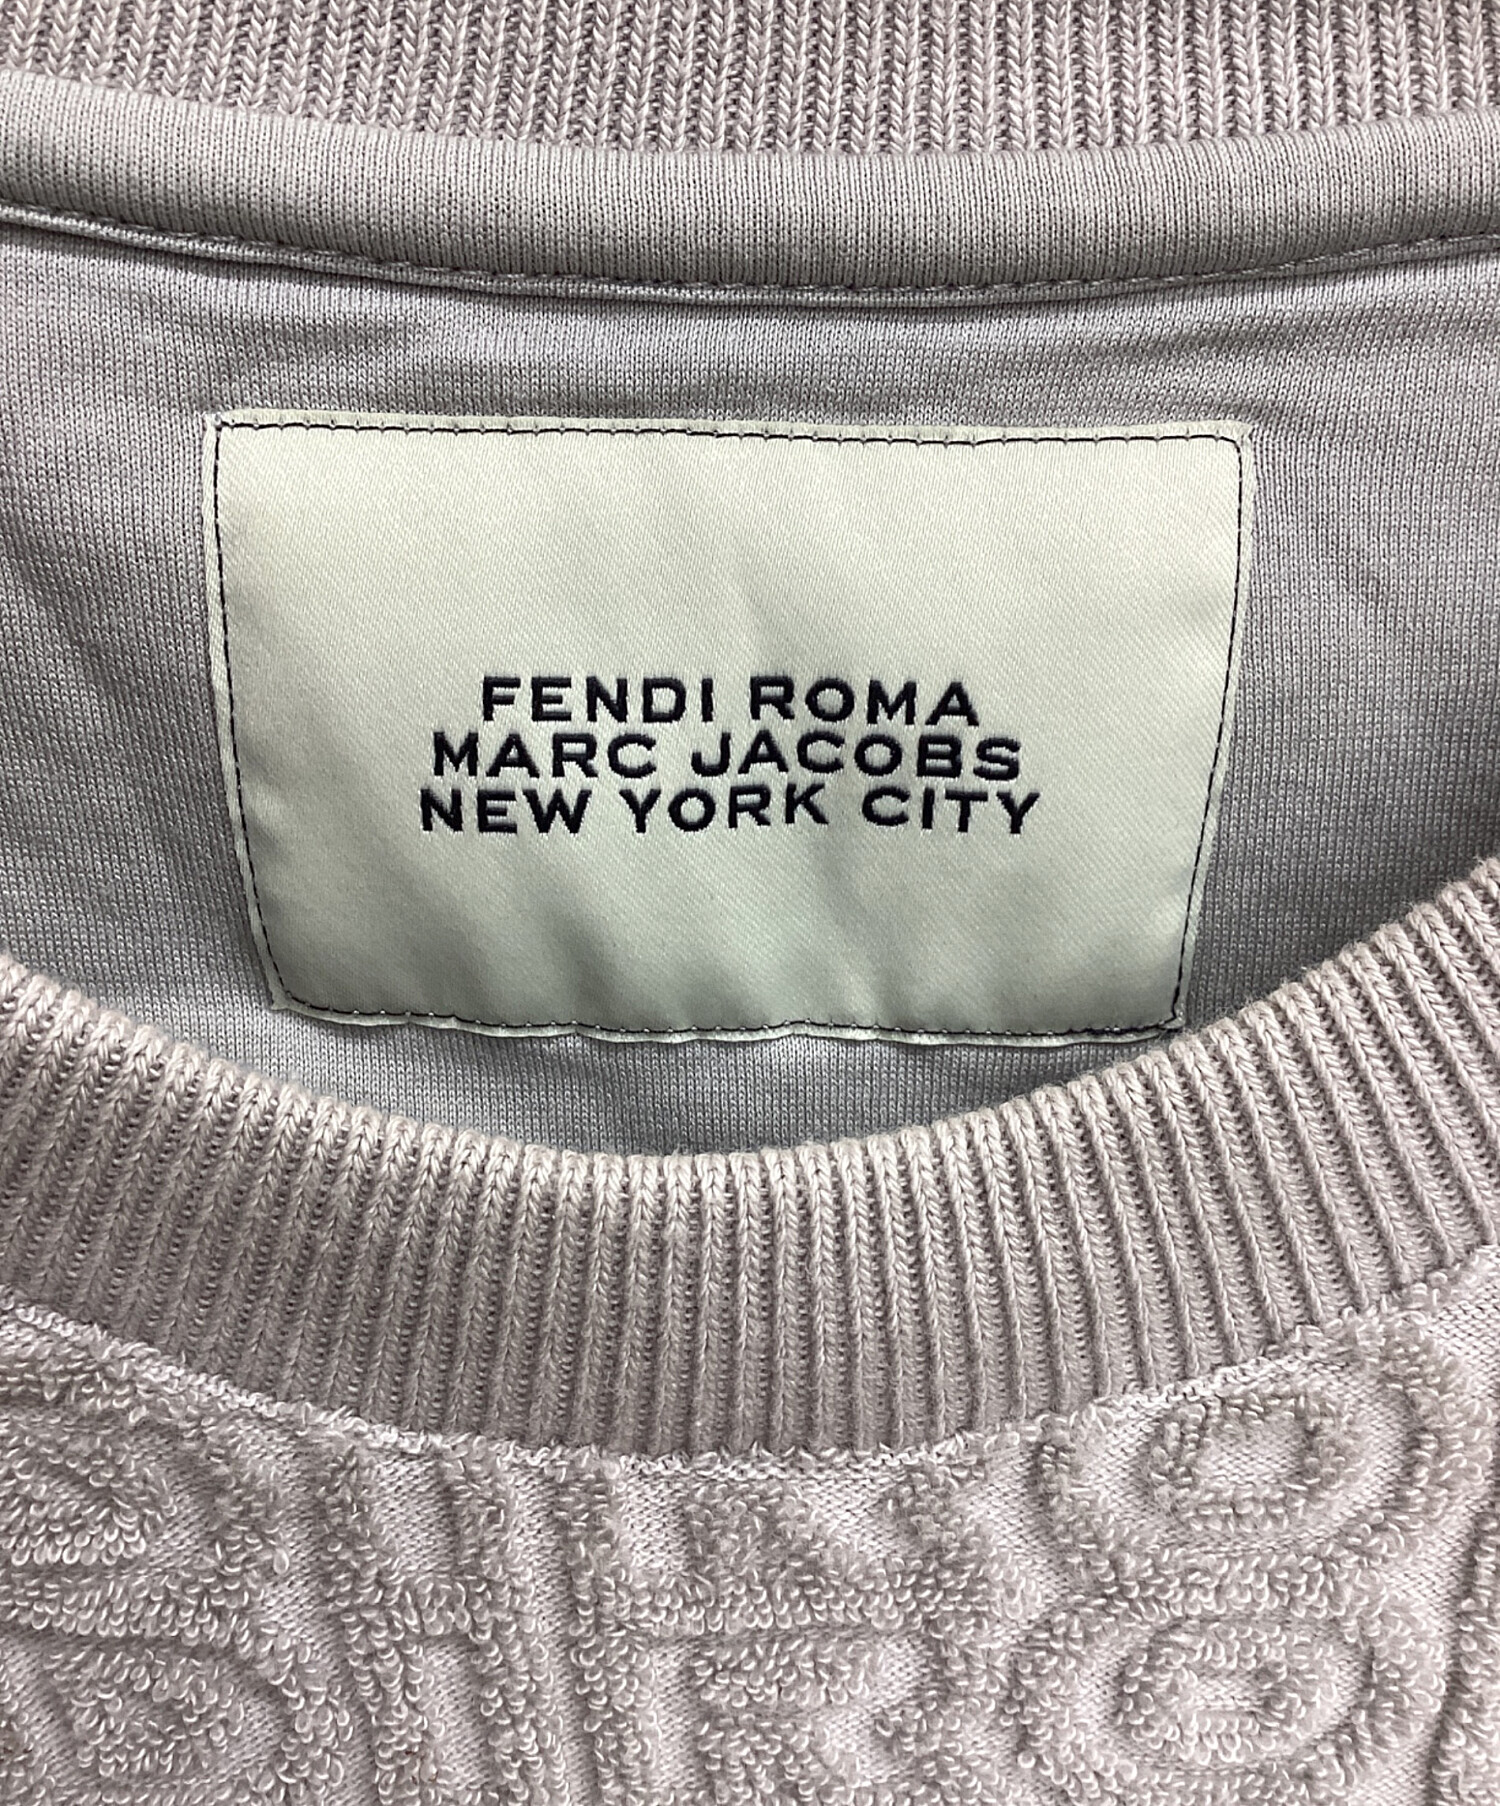 FENDI ROMA
MARC JACOBS
NEW YORK CITY